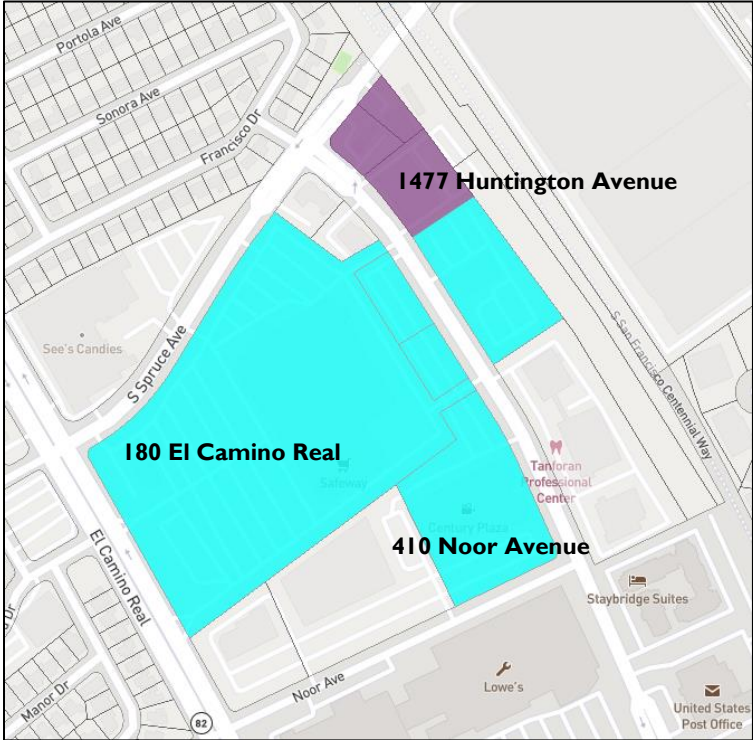 Portola Ave
Sonora Ave
Francisco Dr
1477 Huntington Avenue
See's Candies
S Spruce Ave
S San Francisco Centennial Way
180 El Camino Real
Safeway
Tanforan
Professional
Center
Century Plaza
410 Noor Avenue
El Camino Real
Staybridge Suites
Manor Dr
Noor Ave
Lowe's
82
United States
Post Office